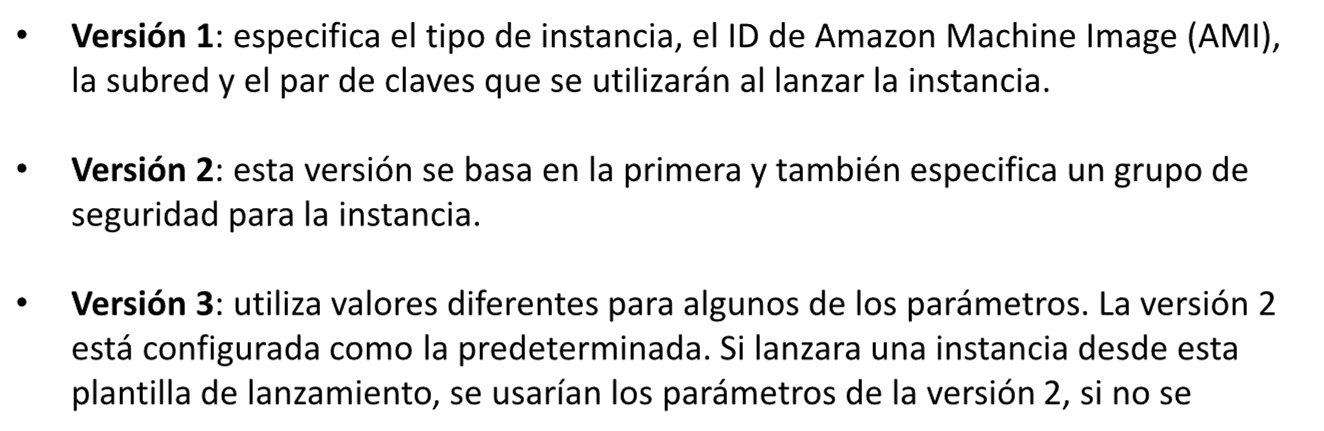 • Versión 1: especifica el tipo de instancia, el ID de Amazon Machine Image (AMI),
la subred y el par de claves que se utilizarán al lanzar la instancia.
• Versión 2: esta versión se basa en la primera y también especifica un grupo de
seguridad para la instancia.
• Versión 3: utiliza valores diferentes para algunos de los parámetros. La versión 2
está configurada como la predeterminada. Si lanzara una instancia desde esta
plantilla de lanzamiento, se usarían los parámetros de la versión 2, si no se